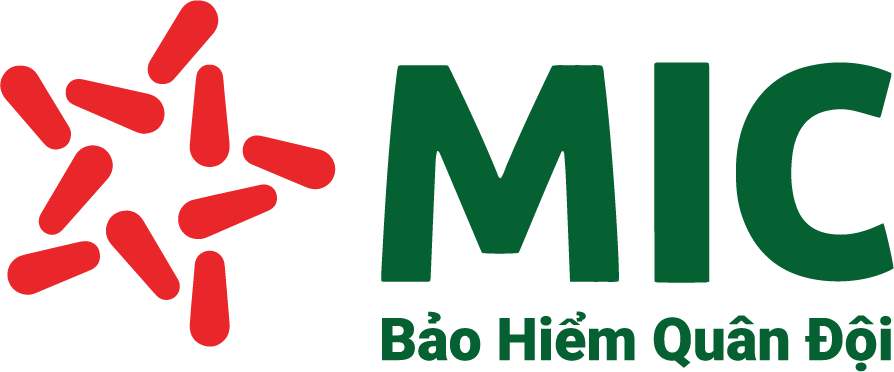 MIC
Bảo Hiểm Quân Đội